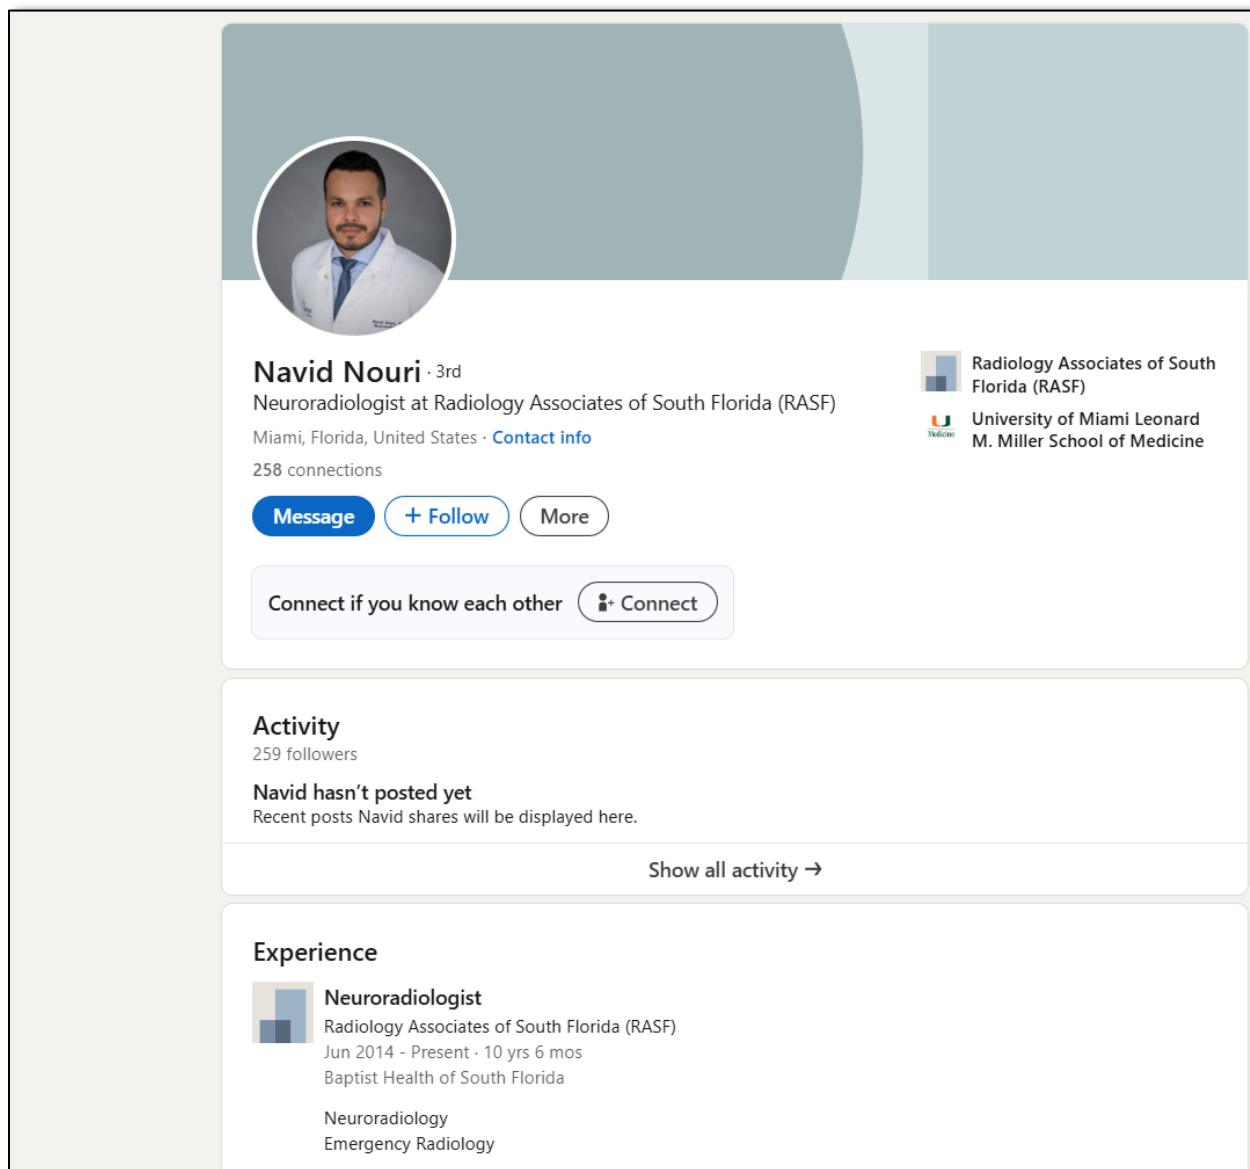 Navid Nouri · 3rd
Neuroradiologist at Radiology Associates of South Florida (RASF)
Miami, Florida, United States · Contact info
258 connections
Message
+ Follow
More
Connect if you know each other
Connect
Radiology Associates of South
Florida (RASF)
U
Medicine
University of Miami Leonard
M. Miller School of Medicine
Activity
259 followers
Navid hasn’t posted yet
Recent posts Navid shares will be displayed here.
Show all activity →
Experience
Neuroradiologist
Radiology Associates of South Florida (RASF)
Jun 2014 - Present · 10 yrs 6 mos
Baptist Health of South Florida
Neuroradiology
Emergency Radiology